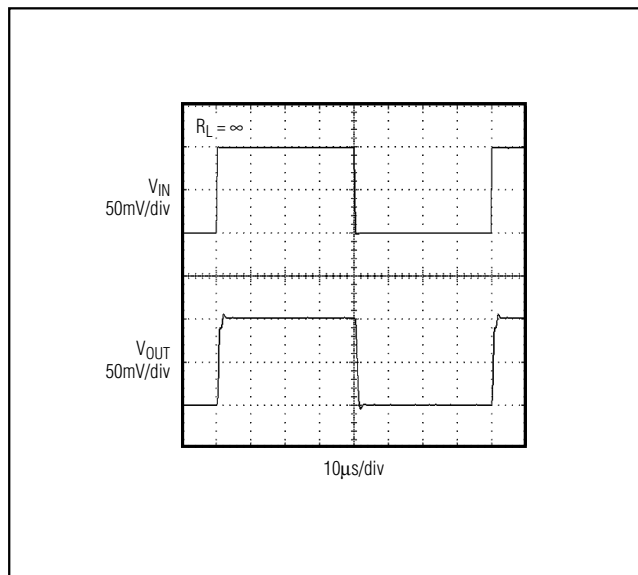 R_L = ∞
V_IN
50mV/div
V_OUT
50mV/div
10μs/div